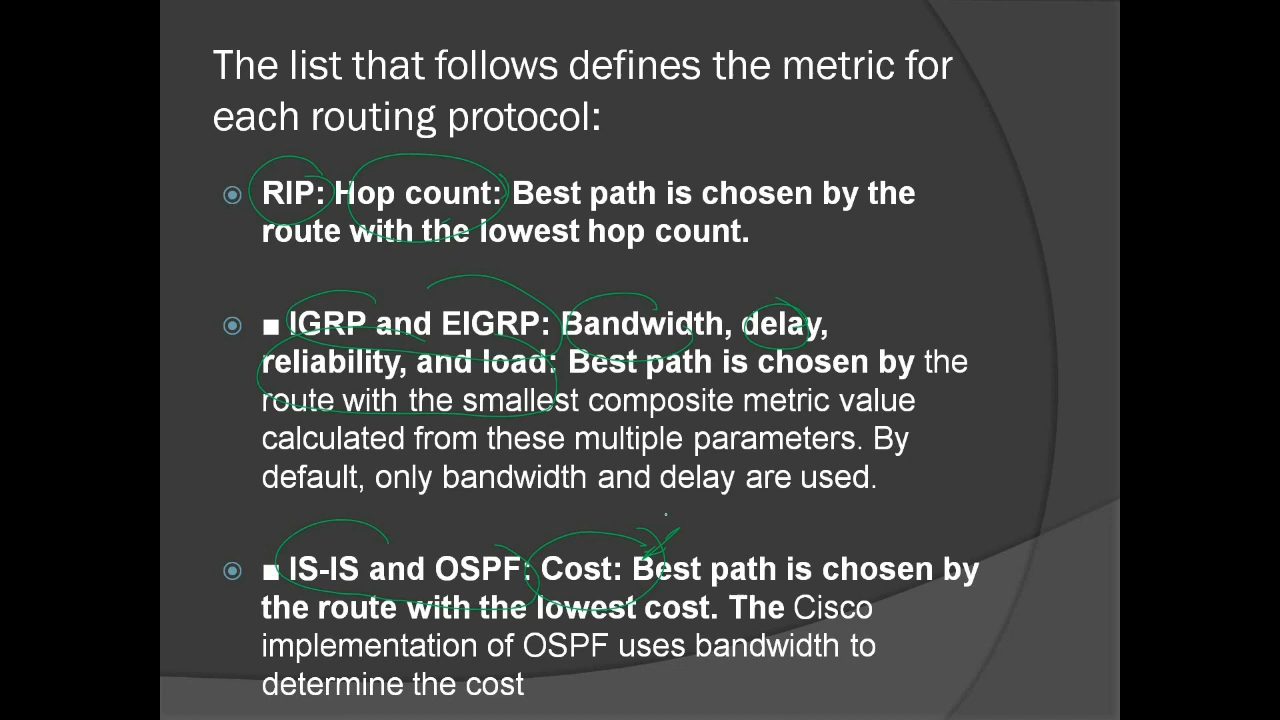 The list that follows defines the metric for
each routing protocol:
RIP: Hop count: Best path is chosen by the
route with the lowest hop count.
■ IGRP and EIGRP: Bandwidth, delay,
reliability, and load: Best path is chosen by the
route with the smallest composite metric value
calculated from these multiple parameters. By
default, only bandwidth and delay are used.
■ IS-IS and OSPF: Cost: Best path is chosen by
the route with the lowest cost. The Cisco
implementation of OSPF uses bandwidth to
determine the cost